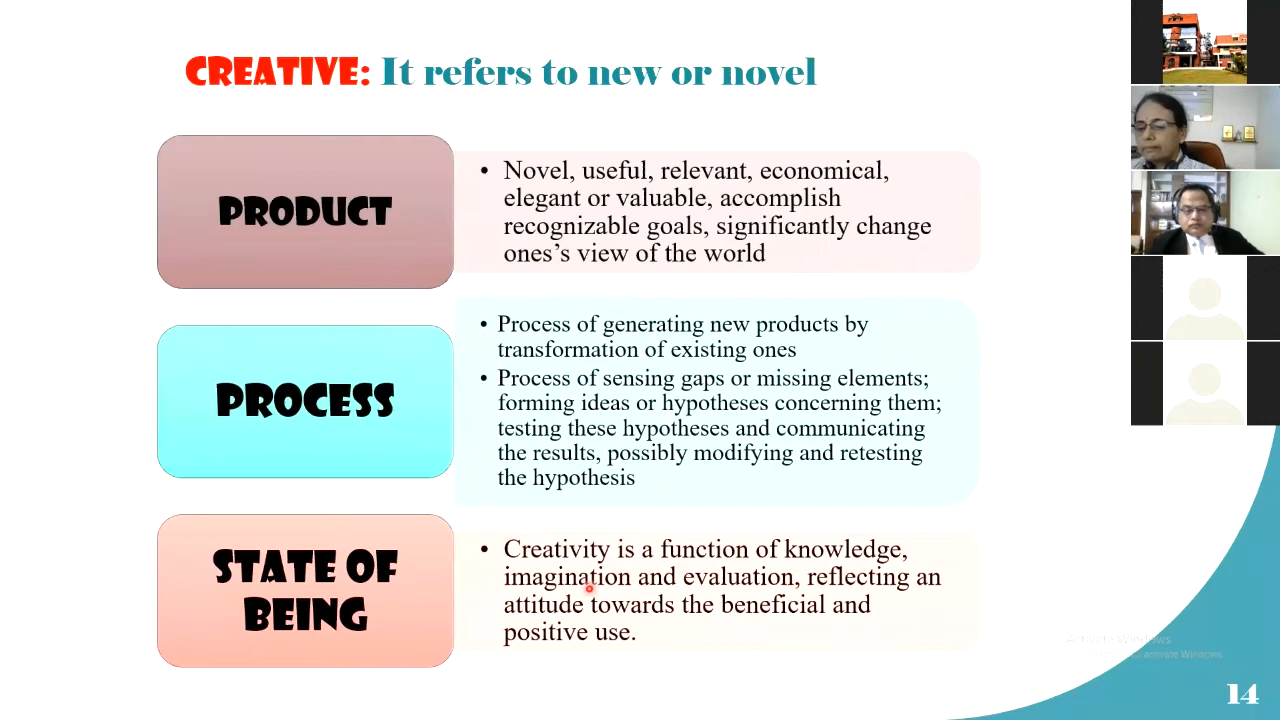 CREATIVE: It refers to new or novel
PRODUCT
• Novel, useful, relevant, economical,
elegant or valuable, accomplish
recognizable goals, significantly change
ones’s view of the world
PROCESS
• Process of generating new products by
transformation of existing ones
• Process of sensing gaps or missing elements;
forming ideas or hypotheses concerning them;
testing these hypotheses and communicating
the results, possibly modifying and retesting
the hypothesis
STATE OF
BEING
• Creativity is a function of knowledge,
imagination and evaluation, reflecting an
attitude towards the beneficial and
positive use.
Activate Windows
activate Windows
14